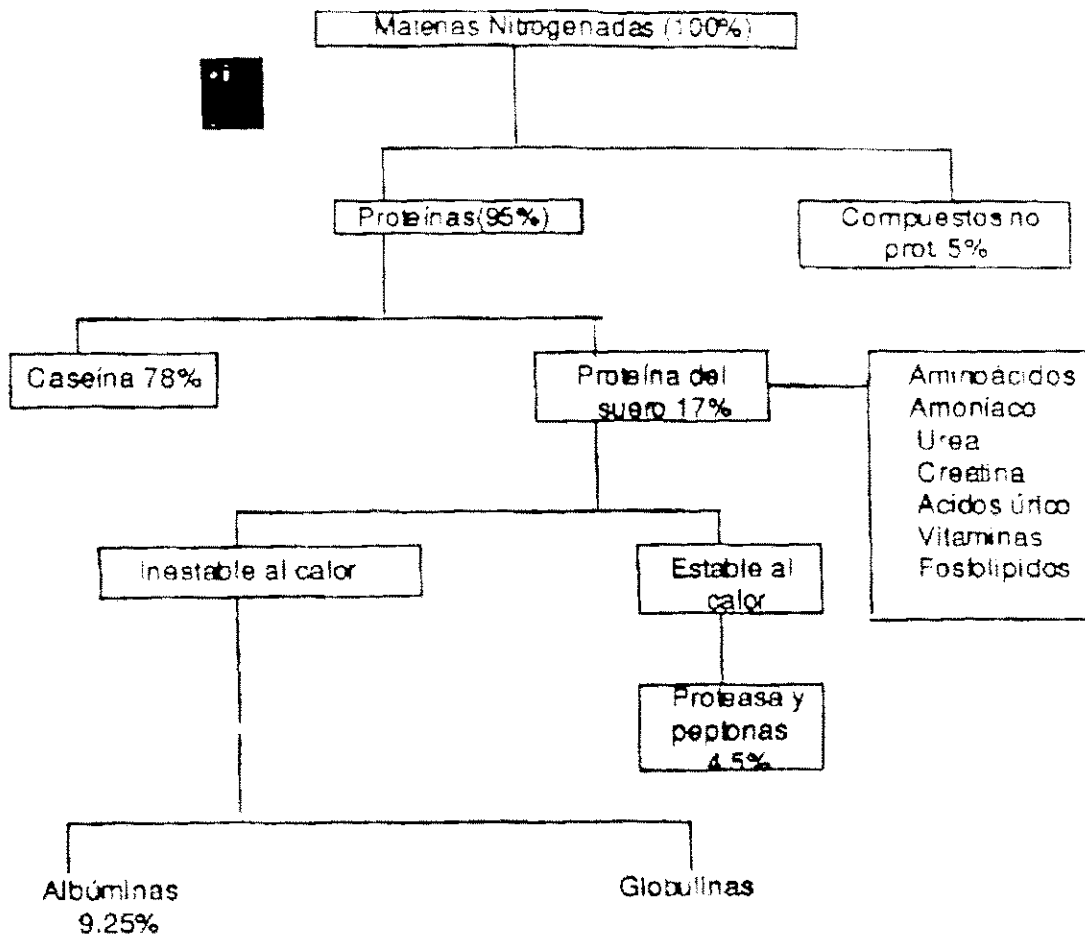 Materias Nitrogenadas (100%)
Proteínas(95%)
Compuestos no
prot. 5%
Caseína 78%
Proteína del
suero 17%
Aminoácidos
Amoníaco
Urea
Creatina
Acidos úrico
Vitaminas
Fosfolipidos
Inestable al calor
Estable al
calor
Proteasa y
peptonas
4.5%
Albúminas
9.25%
Globulinas